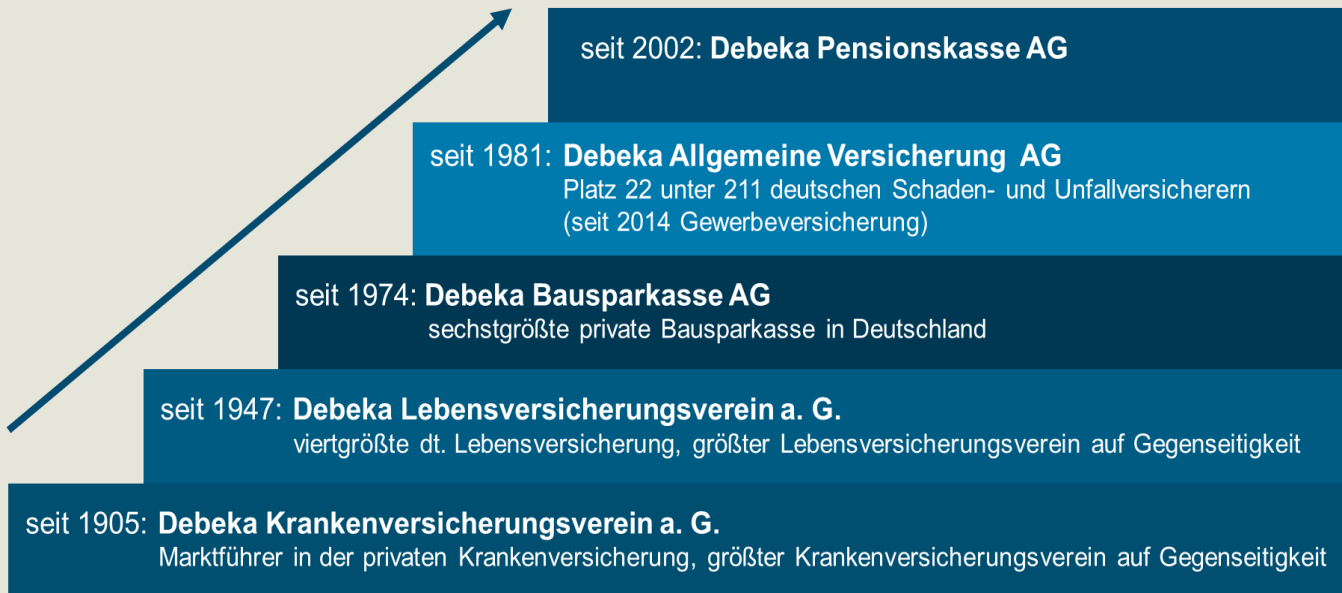 seit 2002: Debeka Pensionskasse AG
seit 1981: Debeka Allgemeine Versicherung AG
Platz 22 unter 211 deutschen Schaden- und Unfallversicherern
(seit 2014 Gewerbeversicherung)
seit 1974: Debeka Bausparkasse AG
sechstgrößte private Bausparkasse in Deutschland
seit 1947: Debeka Lebensversicherungsverein a. G.
viertgrößte dt. Lebensversicherung, größter Lebensversicherungsverein auf Gegenseitigkeit
seit 1905: Debeka Krankenversicherungsverein a. G.
Marktführer in der privaten Krankenversicherung, größter Krankenversicherungsverein auf Gegenseitigkeit